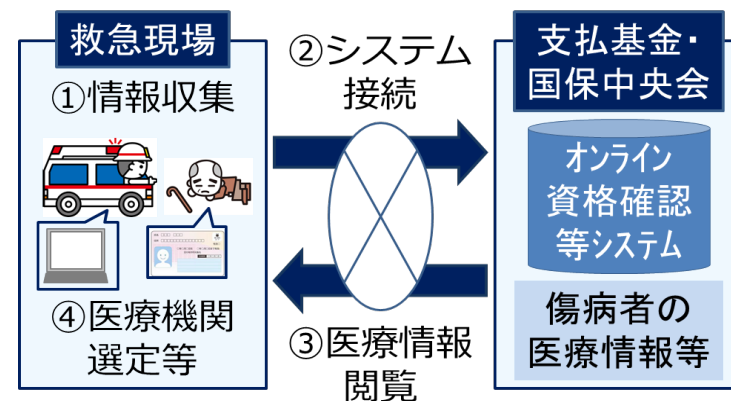 救急現場
①情報収集
④医療機関
選定等
②システム
接続
③医療情報
閲覧
支払基金・
国保中央会
オンライン
資格確認
等システム
傷病者の
医療情報等